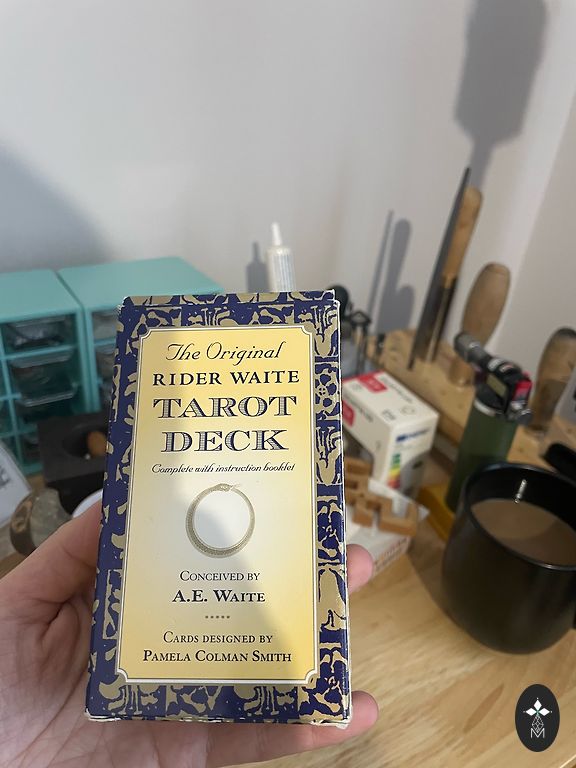 The Original
RIDER WAITE
TAROT
DECK
Complete with instruction booklet
CONCEIVED BY
A.E. WAITE
CARDS DESIGNED BY
PAMELA COLMAN SMITH